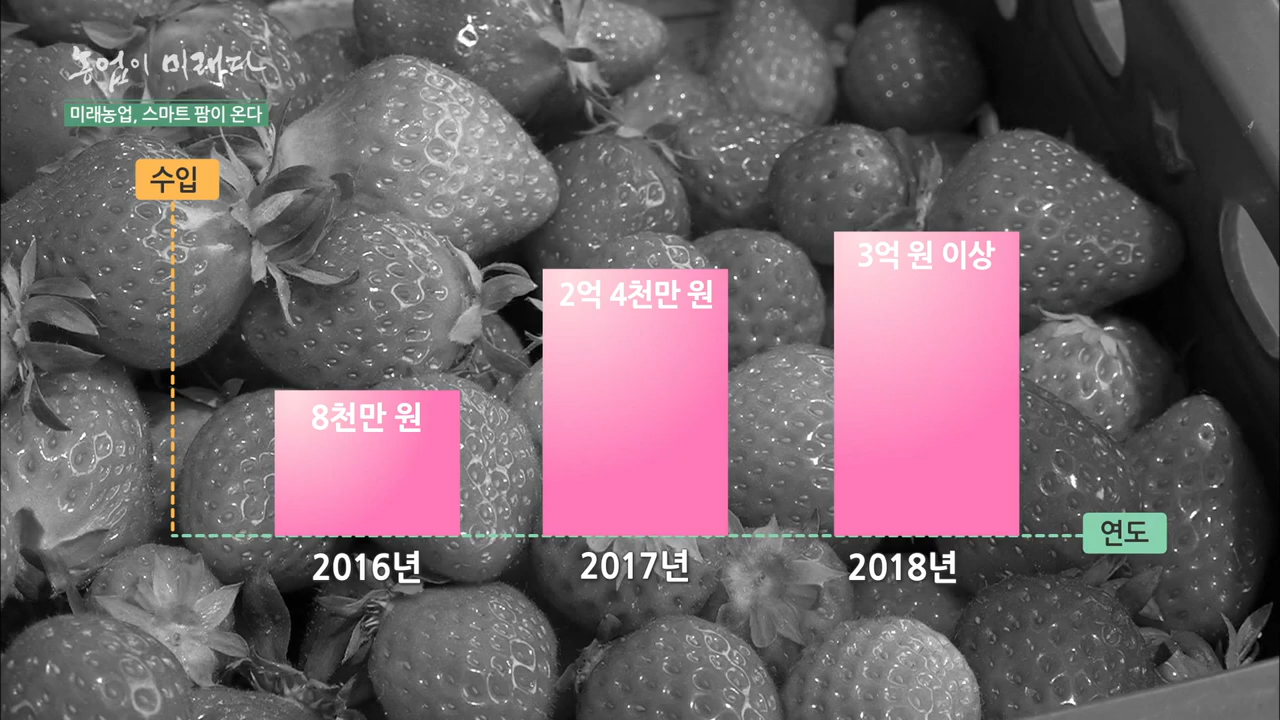 농업이 미래다
미래농업, 스마트 팜이 온다
수입
3억 원 이상
2억 4천만 원
8천만 원
연도
2016년
2017년
2018년